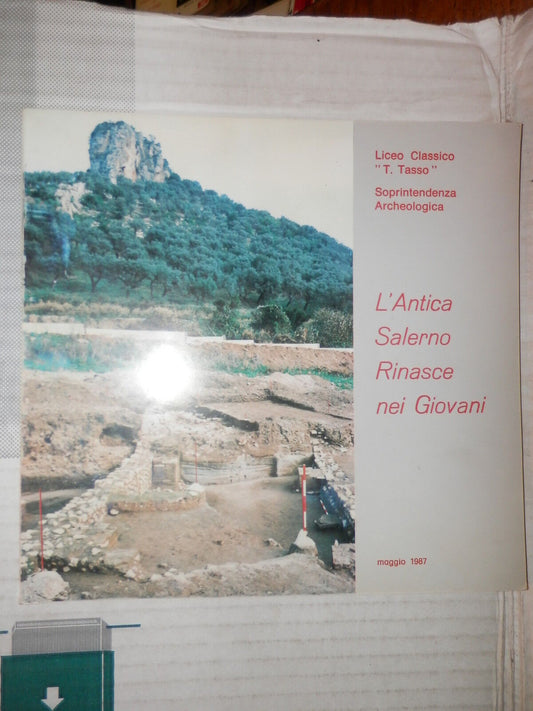 Liceo Classico
"T. Tasso"
Soprintendenza
Archeologica
L'Antica
Salerno
Rinasce
nei Giovani
maggio 1987